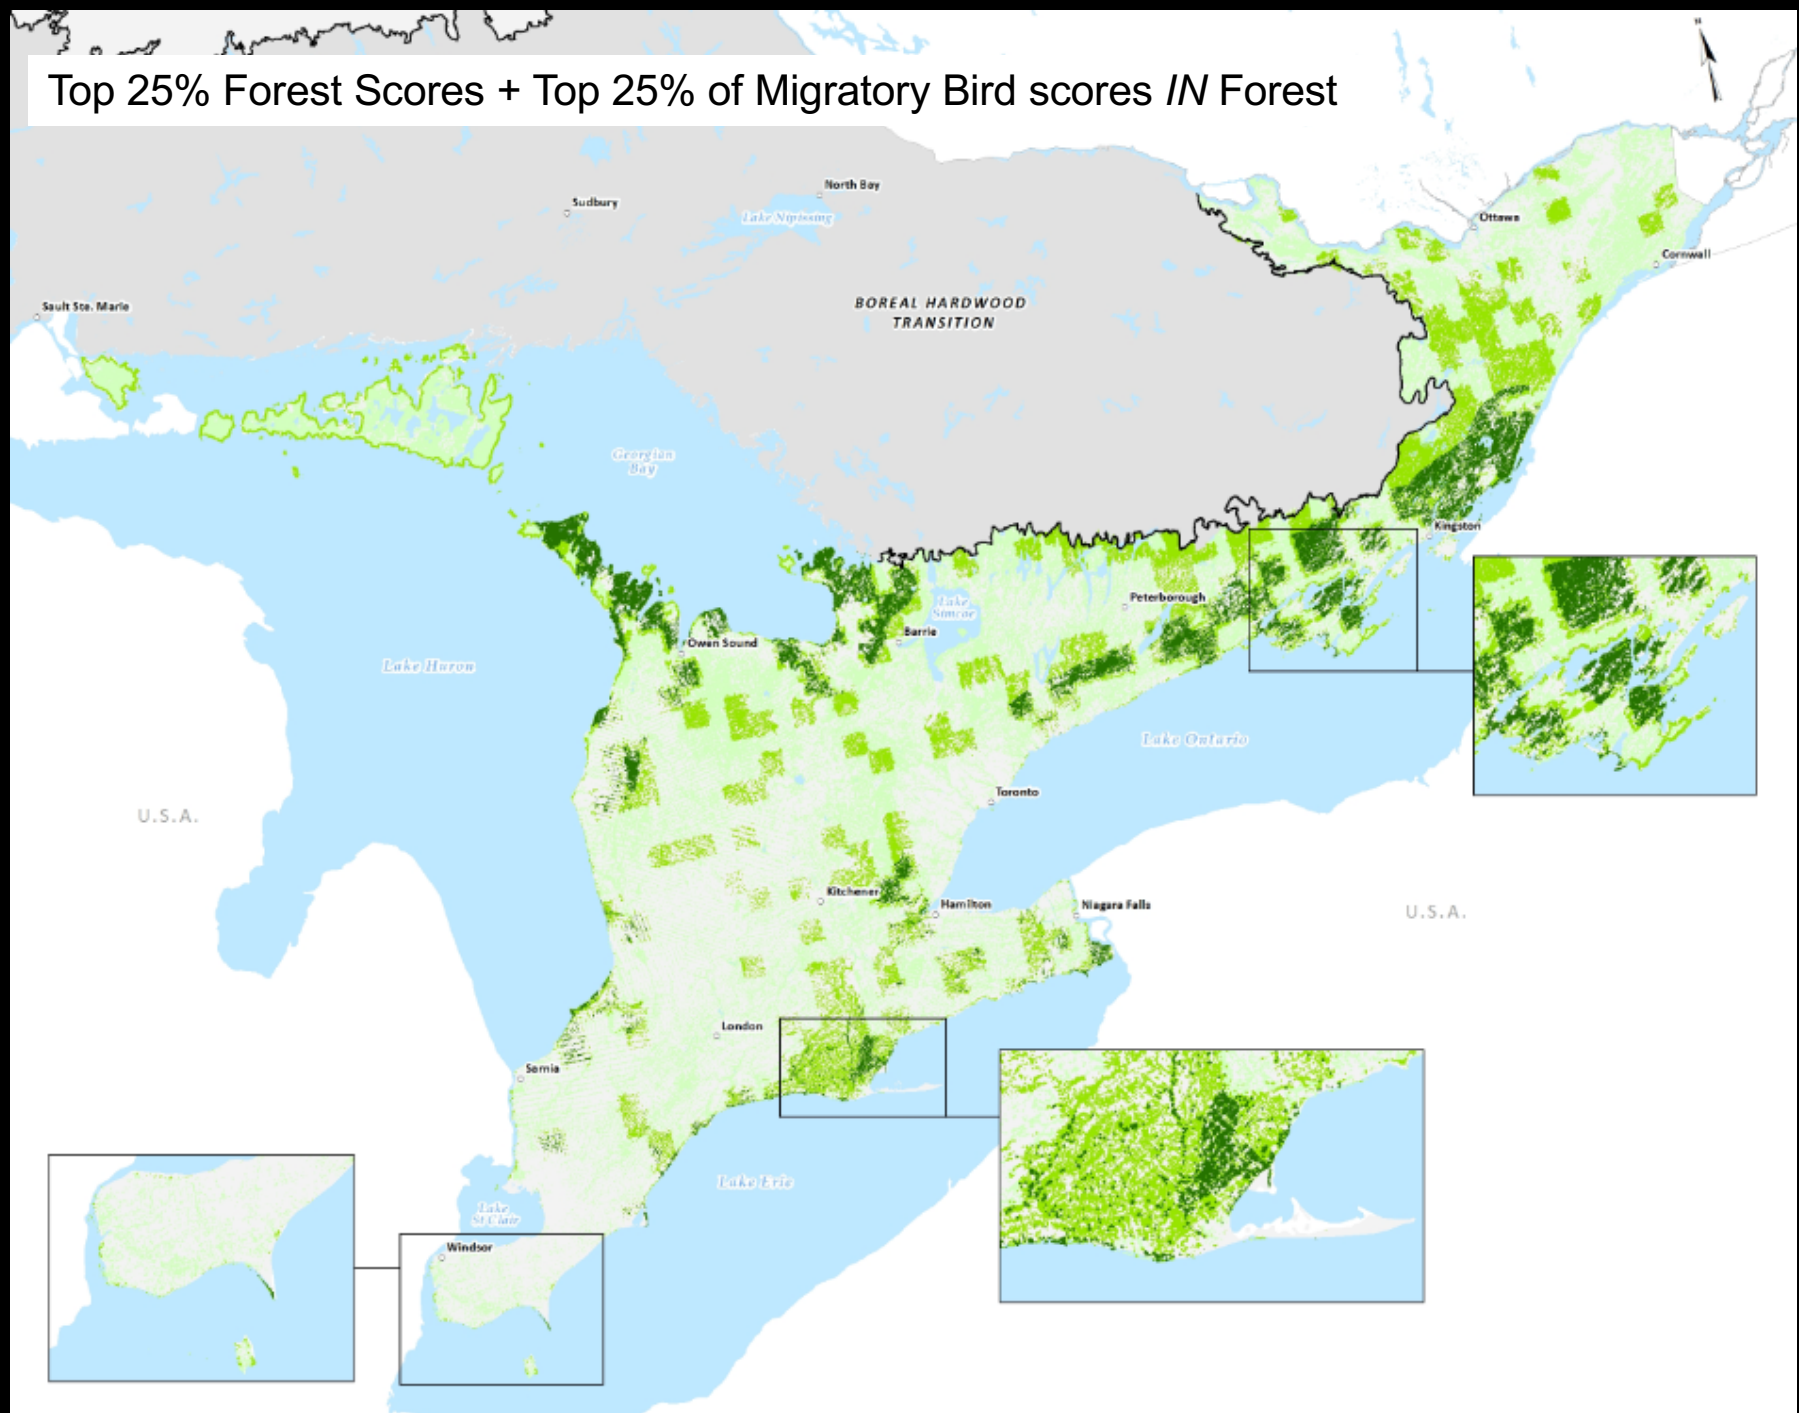 Top 25% Forest Scores + Top 25% of Migratory Bird scores IN Forest
N
North Bay
Sudbury
Lake Nipissing
Ottawa
Cornwall
Sault Ste. Marie
BOREAL HARDWOOD
TRANSITION
Georgian
Bay
Kingston
Peterborough
Lake
Simcoe
Barrie
Owen Sound
Lake Huron
Lake Ontario
Toronto
U.S.A.
Kitchener
Hamilton
Niagara Falls
U.S.A.
London
Sarnia
Lake Erie
Lake
St Clair
Windsor